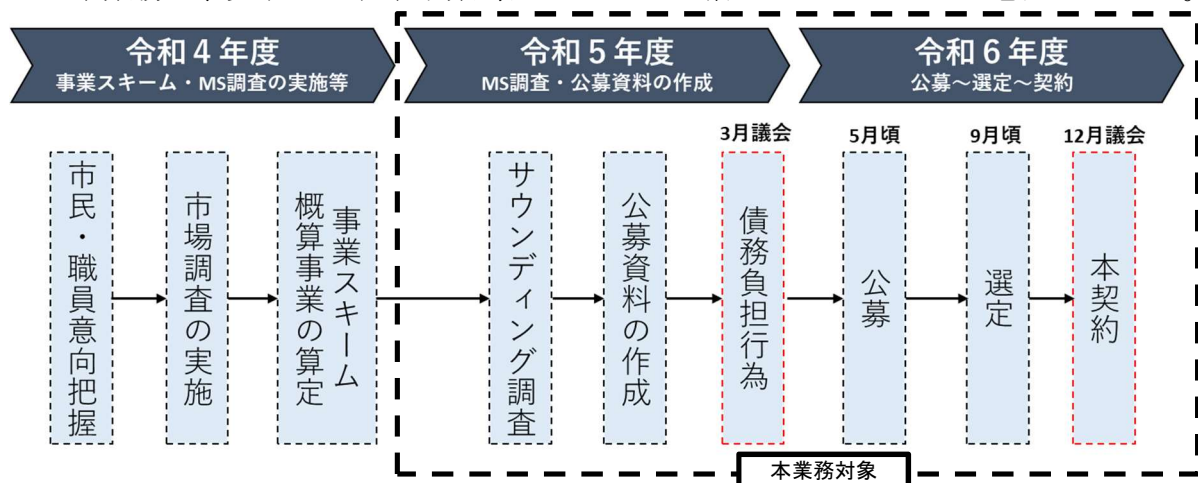 令和4年度
事業スキーム・MS調査の実施等
令和5年度
MS調査・公募資料の作成
令和6年度
公募～選定～契約
3月議会
5月頃
9月頃
12月議会
市民・職員意向把握
市場調査の実施
事業スキーム
概算事業の算定
サウンディング調査
公募資料の作成
債務負担行為
公募
選定
本契約
本業務対象